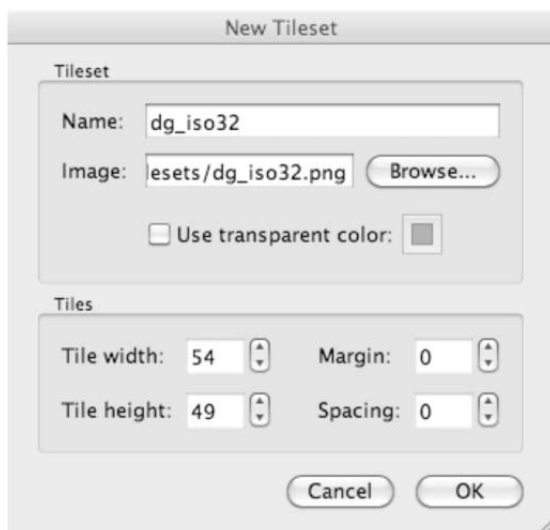 New Tileset
Tileset
Name: dg_iso32
Image: lesets/dg_iso32.png Browse...
Use transparent color:
Tiles
Tile width: 54 Margin: 0
Tile height: 49 Spacing: 0
Cancel OK